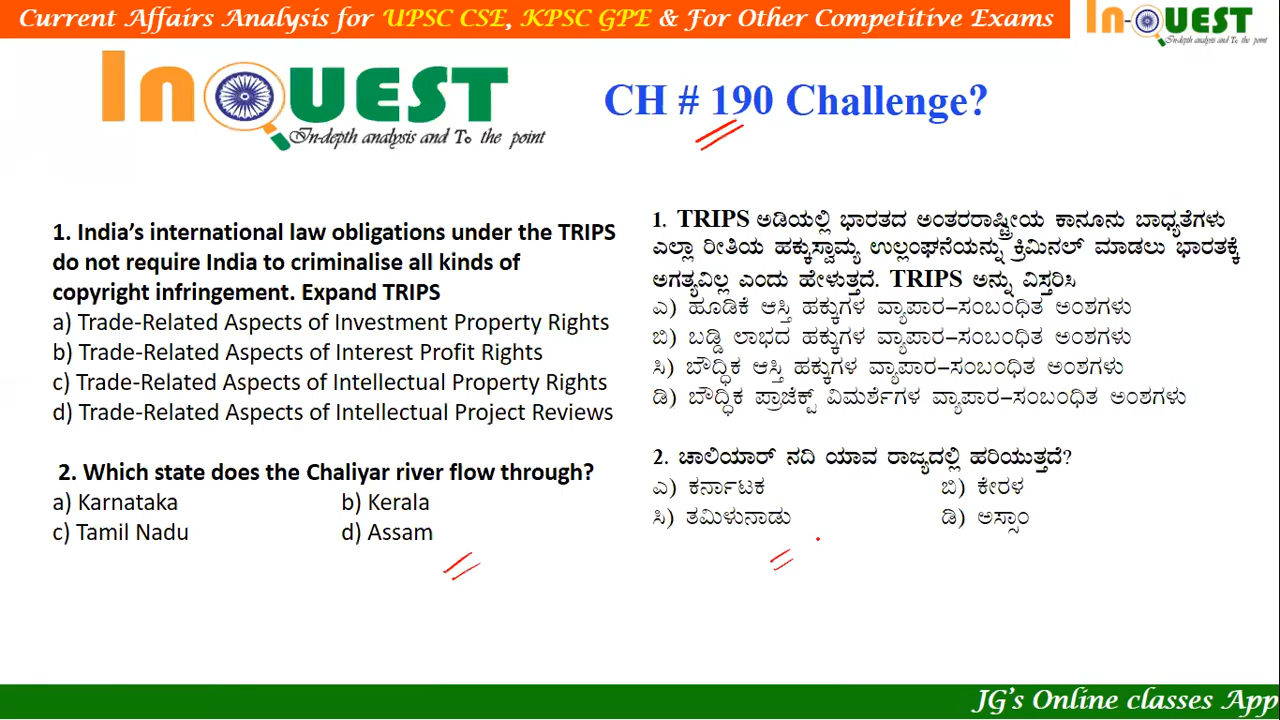 Current Affairs Analysis for UPSC CSE, KPSC GPE & For Other Competitive Exams
In-QUEST
In-depth analysis and To the point
InQUEST
In-depth analysis and To the point
CH # 190 Challenge?
1. India's international law obligations under the TRIPS
do not require India to criminalise all kinds of
copyright infringement. Expand TRIPS
a) Trade-Related Aspects of Investment Property Rights
b) Trade-Related Aspects of Interest Profit Rights
c) Trade-Related Aspects of Intellectual Property Rights
d) Trade-Related Aspects of Intellectual Project Reviews
2. Which state does the Chaliyar river flow through?
a) Karnataka b) Kerala
c) Tamil Nadu d) Assam
1. TRIPS ಅಡಿಯಲ್ಲಿ ಭಾರತದ ಅಂತರರಾಷ್ಟ್ರೀಯ ಕಾನೂನು ಬಾಧ್ಯತೆಗಳು
ಎಲ್ಲಾ ರೀತಿಯ ಹಕ್ಕುಸ್ವಾಮ್ಯ ಉಲ್ಲಂಘನೆಯನ್ನು ಕ್ರಿಮಿನಲ್ ಮಾಡಲು ಭಾರತಕ್ಕೆ
ಅಗತ್ಯವಿಲ್ಲ ಎಂದು ಹೇಳುತ್ತದೆ. TRIPS ಅನ್ನು ವಿಸ್ತರಿಸಿ
ಎ) ಹೂಡಿಕೆ ಆಸ್ತಿ ಹಕ್ಕುಗಳ ವ್ಯಾಪಾರ-ಸಂಬಂಧಿತ ಅಂಶಗಳು
ಬಿ) ಬಡ್ಡಿ ಲಾಭದ ಹಕ್ಕುಗಳ ವ್ಯಾಪಾರ-ಸಂಬಂಧಿತ ಅಂಶಗಳು
ಸಿ) ಬೌದ್ಧಿಕ ಆಸ್ತಿ ಹಕ್ಕುಗಳ ವ್ಯಾಪಾರ-ಸಂಬಂಧಿತ ಅಂಶಗಳು
ಡಿ) ಬೌದ್ಧಿಕ ಪ್ರಾಜೆಕ್ಟ್ ವಿಮರ್ಶೆಗಳ ವ್ಯಾಪಾರ-ಸಂಬಂಧಿತ ಅಂಶಗಳು
2. ಚಾಲಿಯಾರ್ ನದಿ ಯಾವ ರಾಜ್ಯದಲ್ಲಿ ಹರಿಯುತ್ತದೆ?
ಎ) ಕರ್ನಾಟಕ ಬಿ) ಕೇರಳ
ಸಿ) ತಮಿಳುನಾಡು ಡಿ) ಅಸ್ಸಾಂ
JG's Online classes App